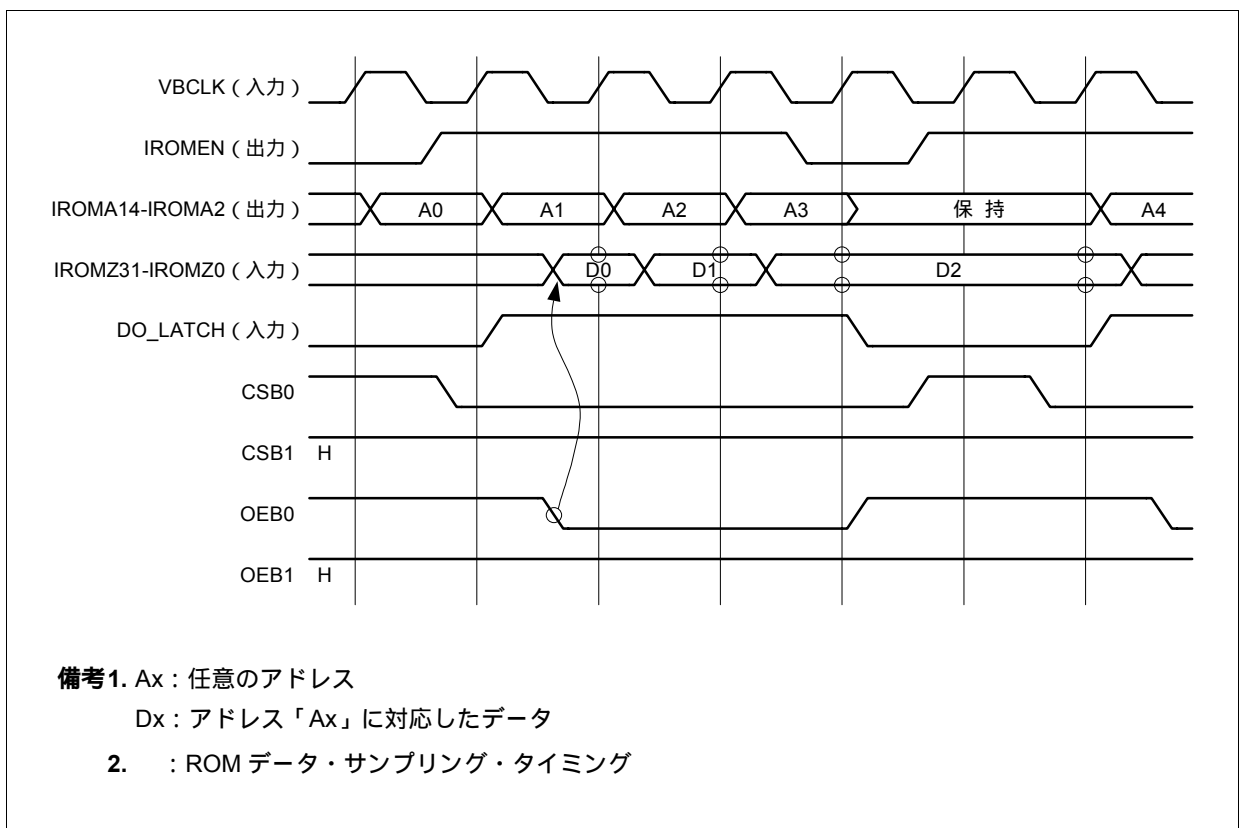 VBCLK（入力）
IROMEN（出力）
IROMA14-IROMA2（出力） A0 A1 A2 A3 保 持 A4
IROMZ31-IROMZ0（入力） D0 D1 D2
DO_LATCH（入力）
CSB0
CSB1 H
OEB0
OEB1 H
備考1. Ax：任意のアドレス
Dx：アドレス「Ax」に対応したデータ
2. ：ROM データ・サンプリング・タイミング